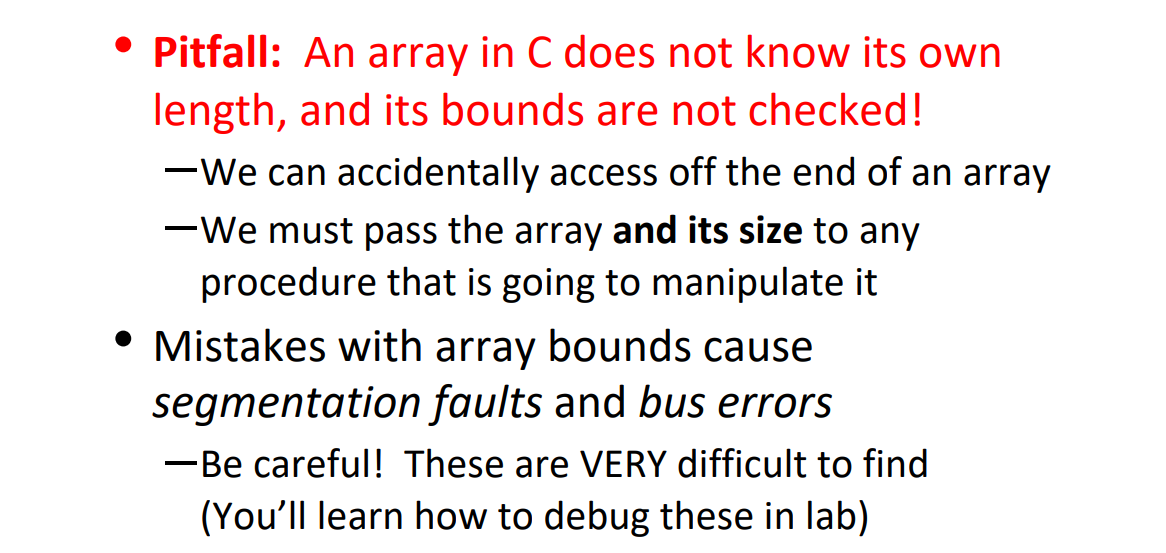 • Pitfall: An array in C does not know its own
length, and its bounds are not checked!
—We can accidentally access off the end of an array
—We must pass the array and its size to any
procedure that is going to manipulate it
• Mistakes with array bounds cause
segmentation faults and bus errors
—Be careful! These are VERY difficult to find
(You’ll learn how to debug these in lab)